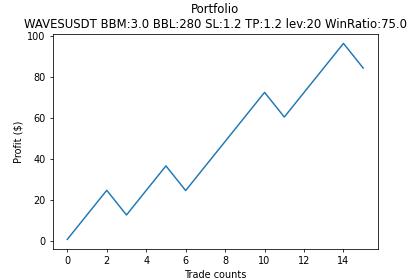 Portfolio
WAVESUSDT BBM:3.0 BBL:280 SL:1.2 TP:1.2 lev:20 WinRatio:75.0
100
80
60
40
20
0
Profit ($)
0 2 4 6 8 10 12 14
Trade counts